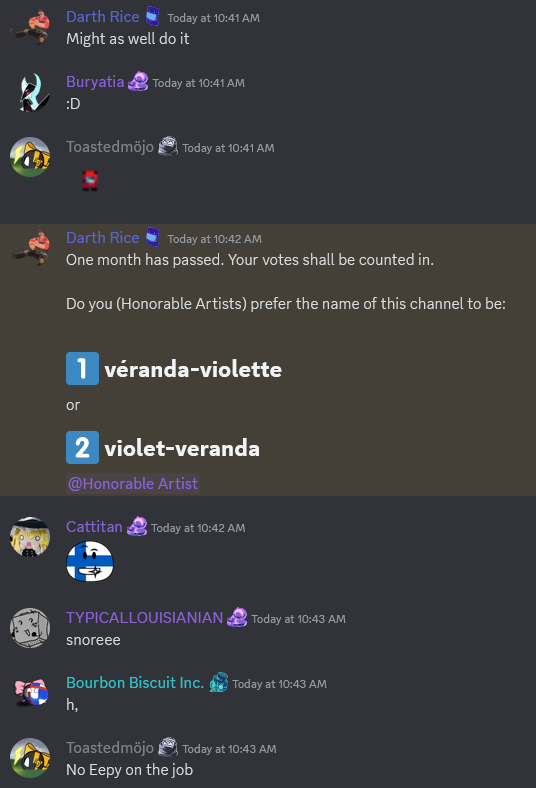 Darth Rice Today at 10:41 AM
Might as well do it
Buryatia Today at 10:41 AM
:D
Toastedmöjo Today at 10:41 AM
Darth Rice Today at 10:42 AM
One month has passed. Your votes shall be counted in.
Do you (Honorable Artists) prefer the name of this channel to be:
1 véranda-violette
or
2 violet-veranda
@Honorable Artist
Cattitan Today at 10:42 AM
TYPICALLOUISIANIAN Today at 10:43 AM
snoreee
Bourbon Biscuit Inc. Today at 10:43 AM
h,
Toastedmöjo Today at 10:43 AM
No Eepy on the job